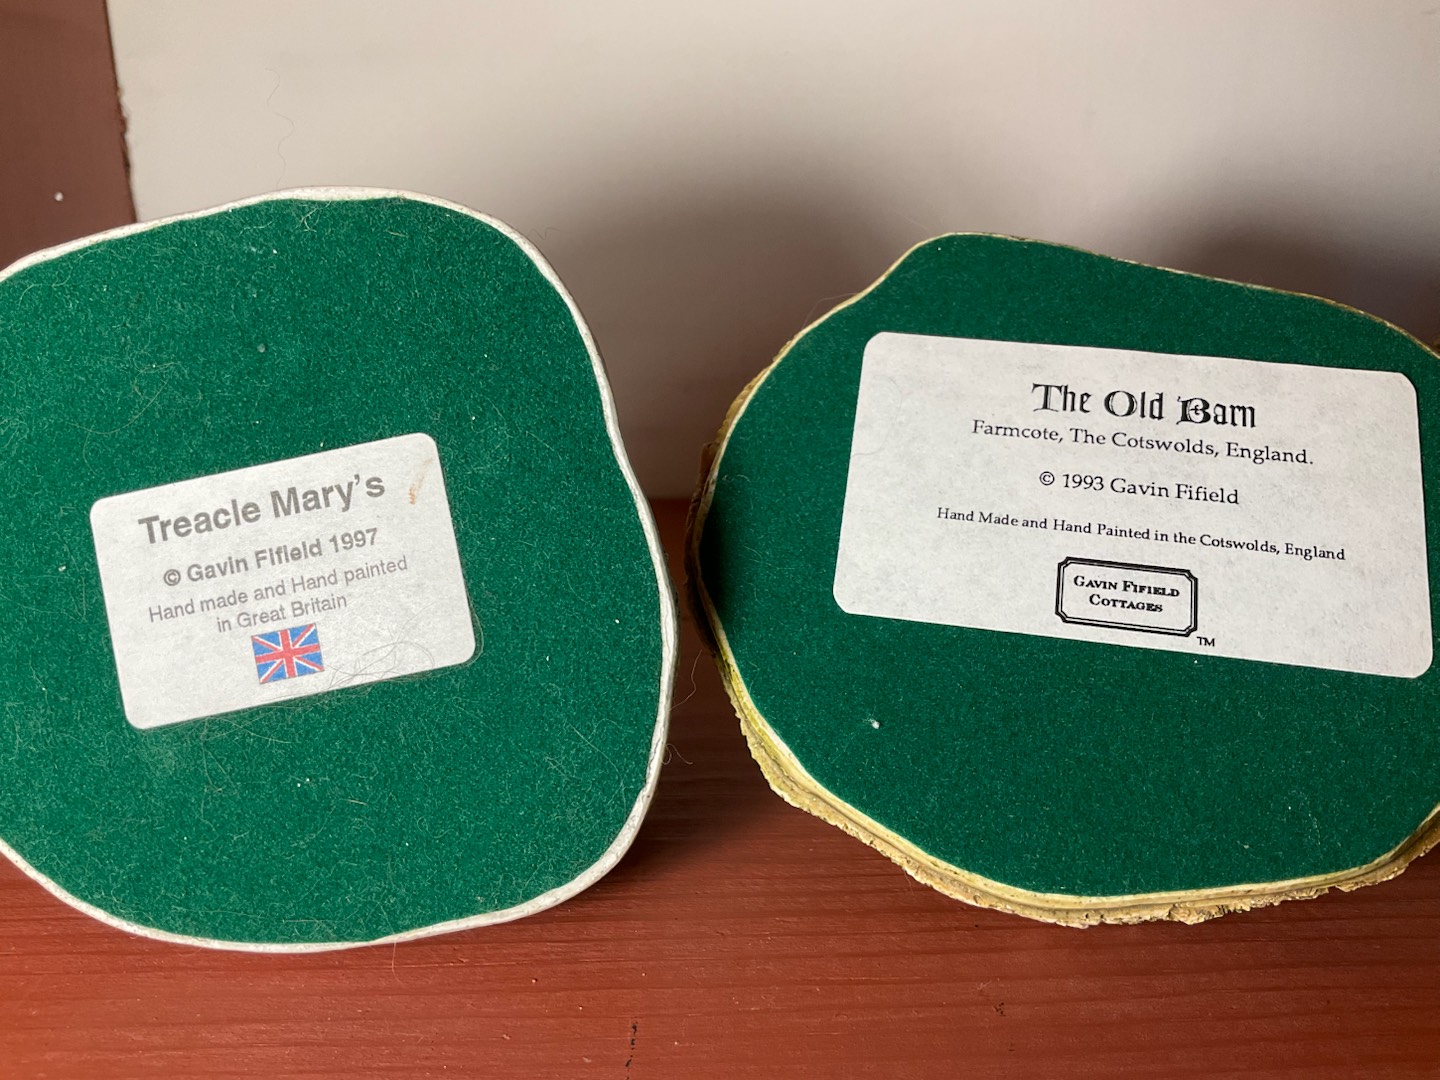 Treacle Mary's
© Gavin Fifield 1997
Hand made and Hand painted
in Great Britain
The Old Barn
Farmcote, The Cotswolds, England.
© 1993 Gavin Fifield
Hand Made and Hand Painted in the Cotswolds, England
GAVIN FIFIELD
COTTAGES
TM